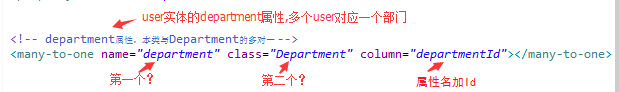 user实体的department属性,多个user对应一个部门
<!-- department属性，本类与Department的多对一 -->
<many-to-one name="department" class="Department" column="departmentId"></many-to-one>
第一个？ 第二个？ 属性名加Id